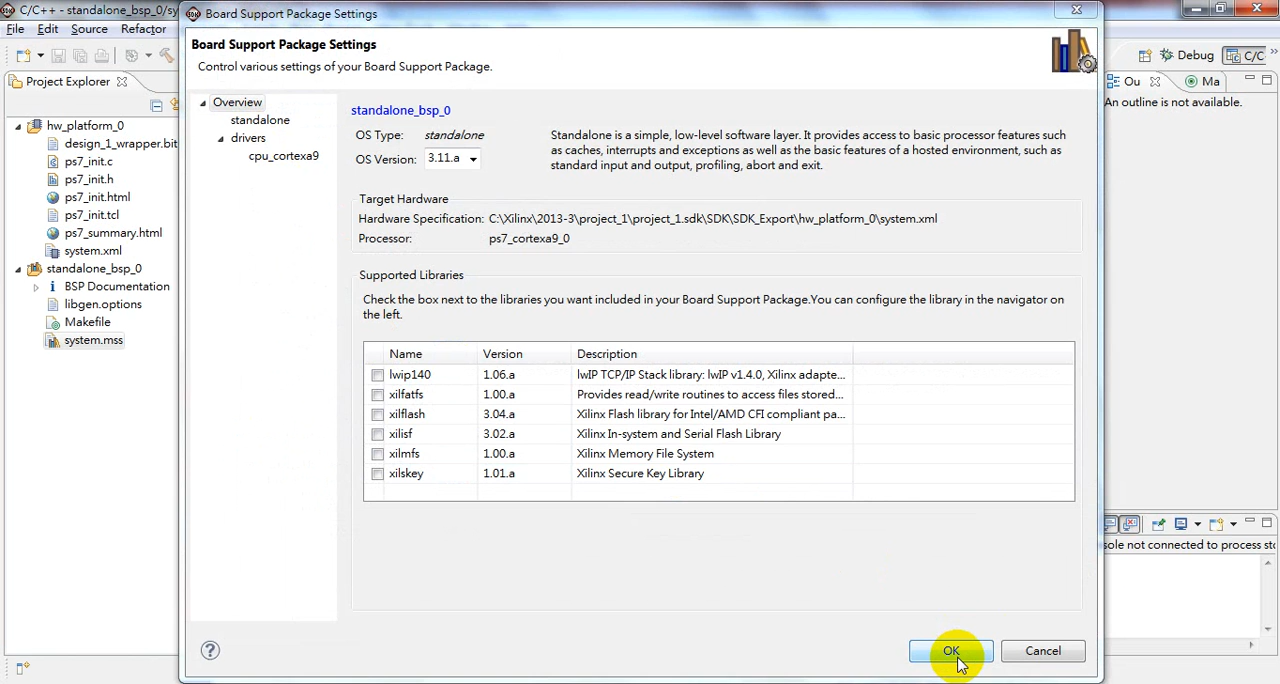 C/C++ - standalone_bsp_0/sy
Board Support Package Settings
File Edit Source Refactor
Board Support Package Settings
Control various settings of your Board Support Package.
Debug C/C
Project Explorer
Ou Ma
An outline is not available.
hw_platform_0
design_1_wrapper.bit
ps7_init.c
ps7_init.h
ps7_init.html
ps7_init.tcl
ps7_summary.html
system.xml
standalone_bsp_0
BSP Documentation
libgen.options
Makefile
system.mss
Overview
standalone
drivers
cpu_cortexa9
standalone_bsp_0
OS Type: standalone
OS Version: 3.11.a
Standalone is a simple, low-level software layer. It provides access to basic processor features such
as caches, interrupts and exceptions as well as the basic features of a hosted environment, such as
standard input and output, profiling, abort and exit.
Target Hardware
Hardware Specification: C:\Xilinx\2013-3\project_1\project_1.sdk\SDK\SDK_Export\hw_platform_0\system.xml
Processor: ps7_cortexa9_0
Supported Libraries
Check the box next to the libraries you want included in your Board Support Package.You can configure the library in the navigator on
the left.
Name Version Description
lwip140 1.06.a lwIP TCP/IP Stack library: lwIP v1.4.0, Xilinx adapte...
xilfatfs 1.00.a Provides read/write routines to access files stored...
xilflash 3.04.a Xilinx Flash library for Intel/AMD CFI compliant pa...
xilisf 3.02.a Xilinx In-system and Serial Flash Library
xilmfs 1.00.a Xilinx Memory File System
xilskey 1.01.a Xilinx Secure Key Library
sole not connected to process sto
OK Cancel